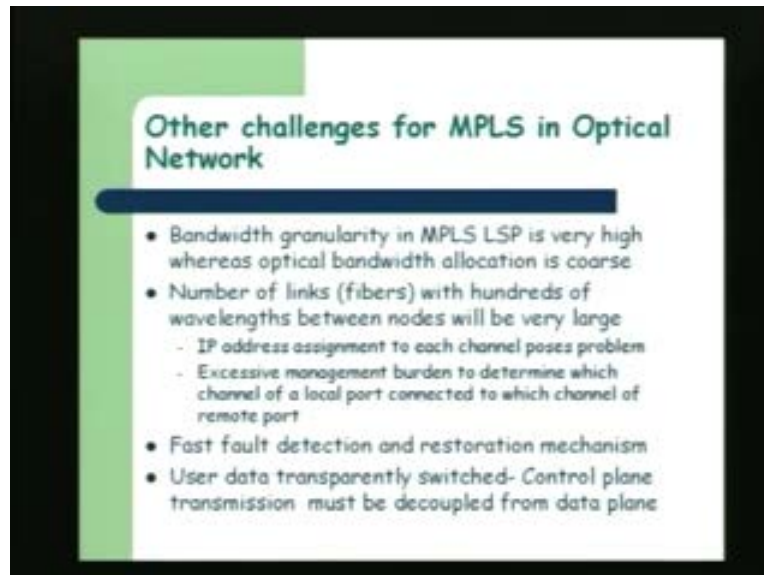 Other challenges for MPLS in Optical
Network
• Bandwidth granularity in MPLS LSP is very high
whereas optical bandwidth allocation is coarse
• Number of links (fibers) with hundreds of
wavelengths between nodes will be very large
- IP address assignment to each channel poses problem
- Excessive management burden to determine which
channel of a local port connected to which channel of
remote port
• Fast fault detection and restoration mechanism
• User data transparently switched- Control plane
transmission must be decoupled from data plane